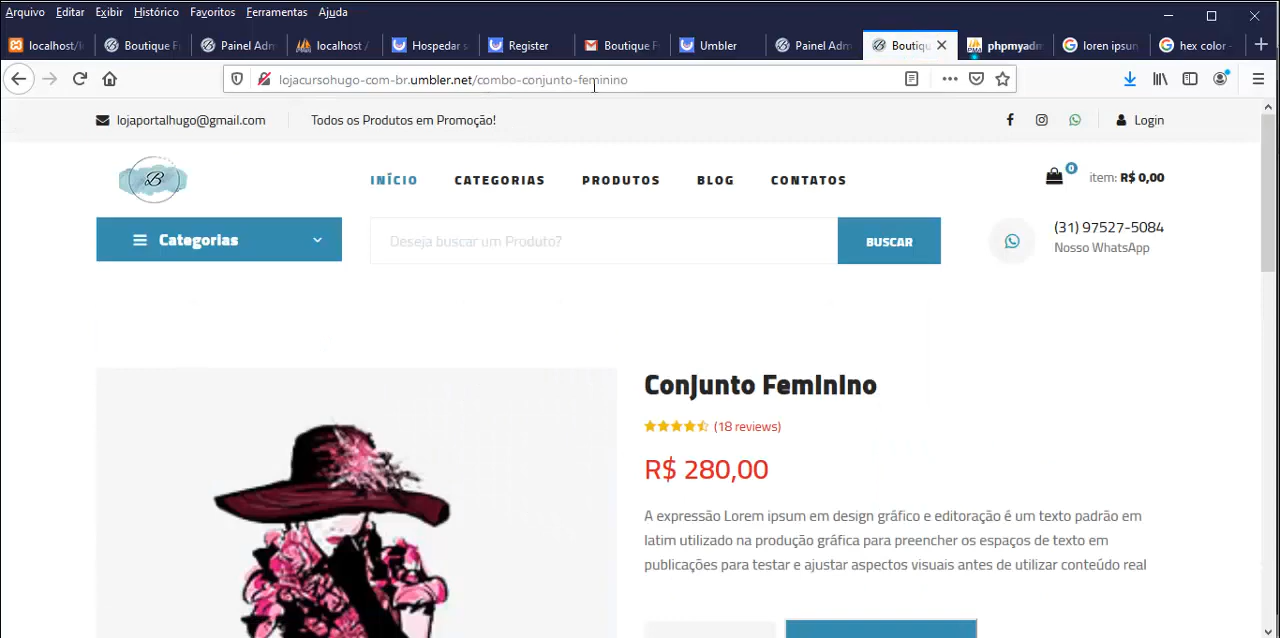 Arquivo Editar Exibir Histórico Favoritos Ferramentas Ajuda
localhost/l Boutique F Painel Adm localhost / Hospedar s Register Boutique F Umbler Painel Adm Boutiqu phpmyadm loren ipsun hex color -
lojacursohugo-com-br.umbler.net/combo-conjunto-feminino
lojaportalhugo@gmail.com Todos os Produtos em Promoção! Login
B INÍCIO CATEGORIAS PRODUTOS BLOG CONTATOS 0 item: R$ 0,00
Categorias Deseja buscar um Produto? BUSCAR (31) 97527-5084
Nosso WhatsApp
Conjunto Feminino
(18 reviews)
R$ 280,00
A expressão Lorem ipsum em design gráfico e editoração é um texto padrão em
latim utilizado na produção gráfica para preencher os espaços de texto em
publicações para testar e ajustar aspectos visuais antes de utilizar conteúdo real